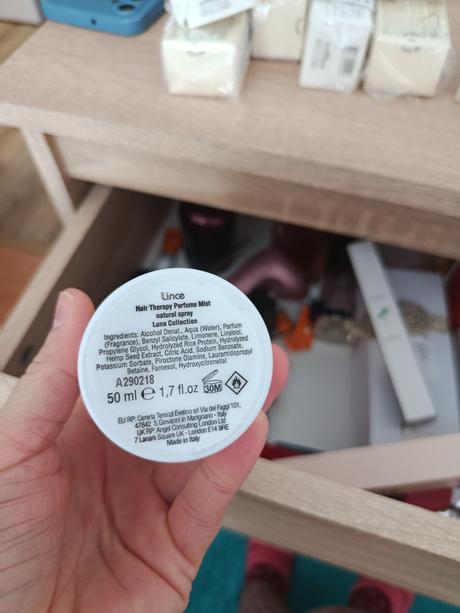 Lince
Hair Therapy Perfume Mist
natural spray
Luna Collection
Ingredients: Alcohol Denat., Aqua (Water), Parfum
(Fragrance), Benzyl Salicylate, Limonene, Linalool,
Propylene Glycol, Hydrolyzed Rice Protein, Hydrolyzed
Hemp Seed Extract, Citric Acid, Sodium Benzoate,
Potassium Sorbate, Piroctone Olamine, Lauramidopropyl
Betaine, Farnesol, Hydroxycitronellal
A290218
50 ml ℮ 1,7 fl.oz 30M
EU RP: Cereria Terenzi Evelino srl Via del Faggi 101,
47842 S.Giovanni in Marignano - Italy
UK RP: Angel Consulting London Ltd
7 Lanark Square UK - London E14 9RE
Made in Italy